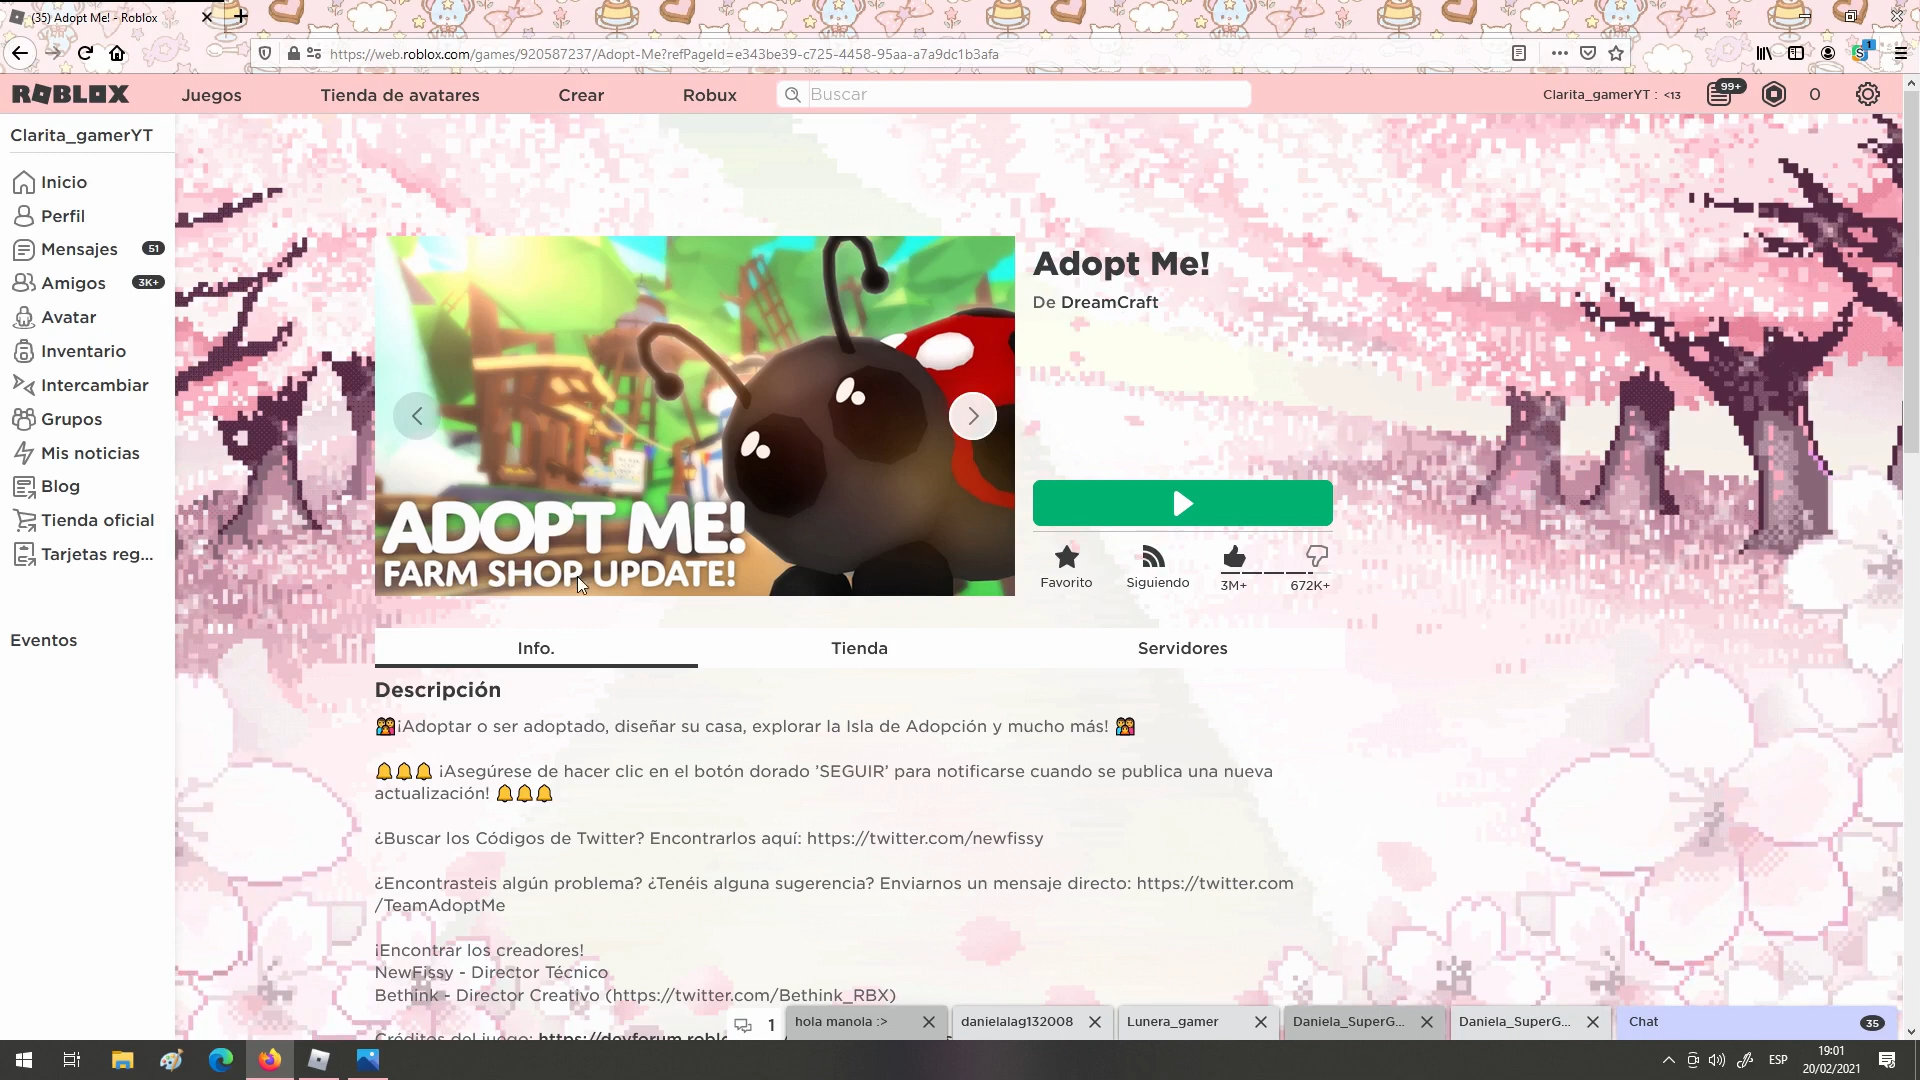 (35) Adopt Me! - Roblox
https://web.roblox.com/games/920587237/Adopt-Me?refPageId=e343be39-c725-4458-95aa-a7a9dc1b3afa
1
ROBLOX
Juegos
Tienda de avatares
Crear
Robux
Buscar
Clarita_gamerYT : <13
99+
0
Clarita_gamerYT
Inicio
Perfil
Mensajes 51
Amigos 3K+
Avatar
Inventario
Intercambiar
Grupos
Mis noticias
Blog
Tienda oficial
Tarjetas reg...
Eventos
ADOPT ME!
FARM SHOP UPDATE!
Adopt Me!
De DreamCraft
Favorito
Siguiendo
3M+
672K+
Info.
Tienda
Servidores
Descripción
¡Adoptar o ser adoptado, diseñar su casa, explorar la Isla de Adopción y mucho más!
¡Asegúrese de hacer clic en el botón dorado 'SEGUIR' para notificarse cuando se publica una nueva
actualización!
¿Buscar los Códigos de Twitter? Encontrarlos aquí: https://twitter.com/newfissy
¿Encontrasteis algún problema? ¿Tenéis alguna sugerencia? Enviarnos un mensaje directo: https://twitter.com
/TeamAdoptMe
¡Encontrar los creadores!
NewFissy - Director Técnico
Bethink - Director Creativo (https://twitter.com/Bethink_RBX)
Créditos del juego: https://devforum.roblo
1
hola manola :>
danielalag132008
Lunera_gamer
Daniela_SuperG...
Daniela_SuperG...
Chat
35
ESP
19:01
20/02/2021